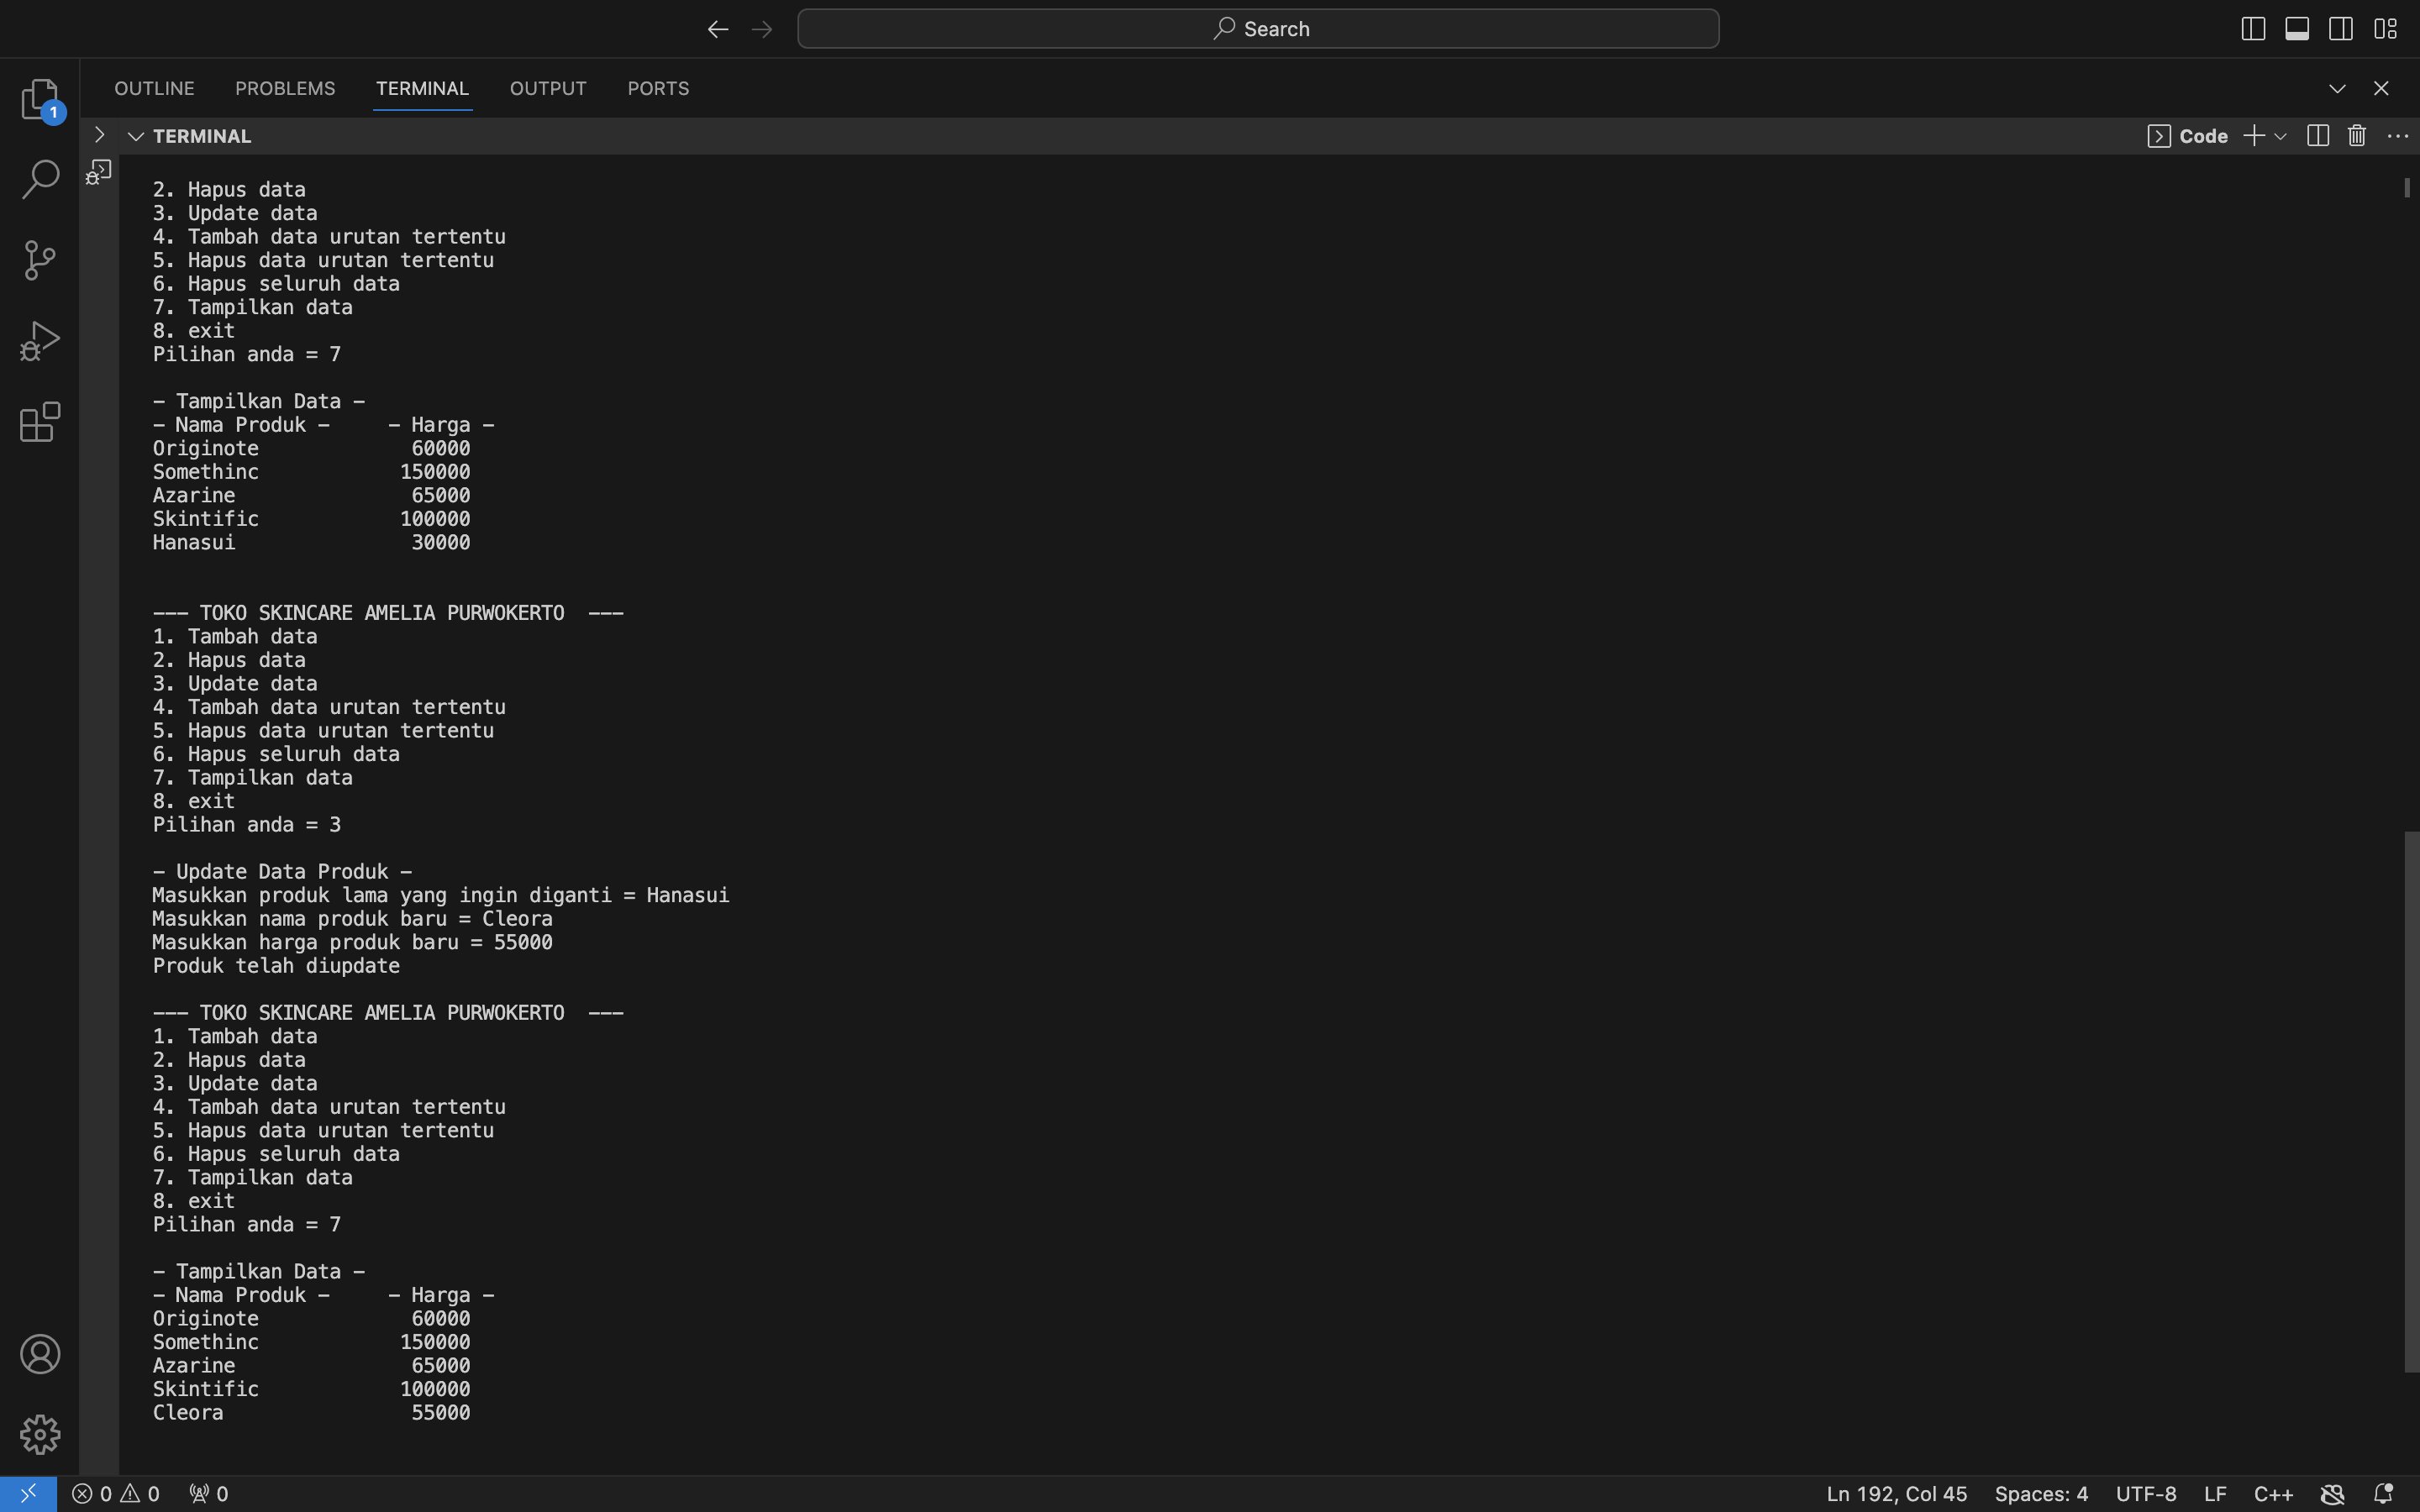 Search
OUTLINE PROBLEMS TERMINAL OUTPUT PORTS
1
TERMINAL
Code
2. Hapus data
3. Update data
4. Tambah data urutan tertentu
5. Hapus data urutan tertentu
6. Hapus seluruh data
7. Tampilkan data
8. exit
Pilihan anda = 7
- Tampilkan Data -
- Nama Produk - - Harga -
Originote 60000
Somethinc 150000
Azarine 65000
Skintific 100000
Hanasui 30000
--- TOKO SKINCARE AMELIA PURWOKERTO ---
1. Tambah data
2. Hapus data
3. Update data
4. Tambah data urutan tertentu
5. Hapus data urutan tertentu
6. Hapus seluruh data
7. Tampilkan data
8. exit
Pilihan anda = 3
- Update Data Produk -
Masukkan produk lama yang ingin diganti = Hanasui
Masukkan nama produk baru = Cleora
Masukkan harga produk baru = 55000
Produk telah diupdate
--- TOKO SKINCARE AMELIA PURWOKERTO ---
1. Tambah data
2. Hapus data
3. Update data
4. Tambah data urutan tertentu
5. Hapus data urutan tertentu
6. Hapus seluruh data
7. Tampilkan data
8. exit
Pilihan anda = 7
- Tampilkan Data -
- Nama Produk - - Harga -
Originote 60000
Somethinc 150000
Azarine 65000
Skintific 100000
Cleora 55000
0 0 0 Ln 192, Col 45 Spaces: 4 UTF-8 LF C++